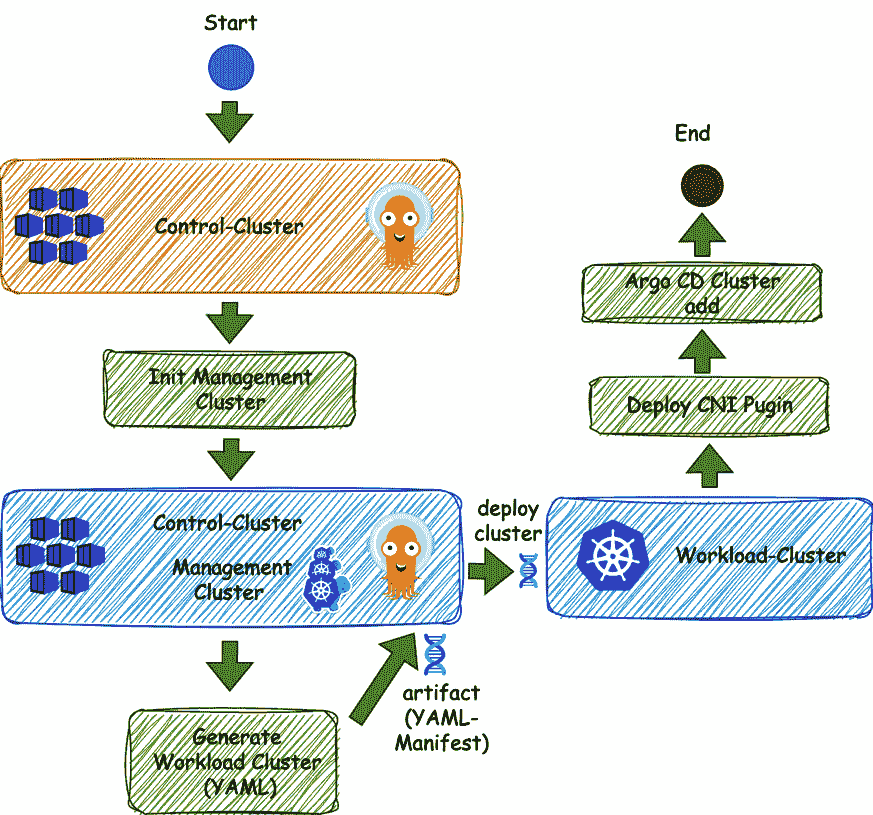 Start
Control-Cluster
Init Management
Cluster
Control-Cluster
Management
Cluster
Generate
Workload Cluster
(YAML)
artifact
(YAML-
Manifest)
deploy
cluster
Workload-Cluster
Deploy CNI Pugin
Argo CD Cluster
add
End